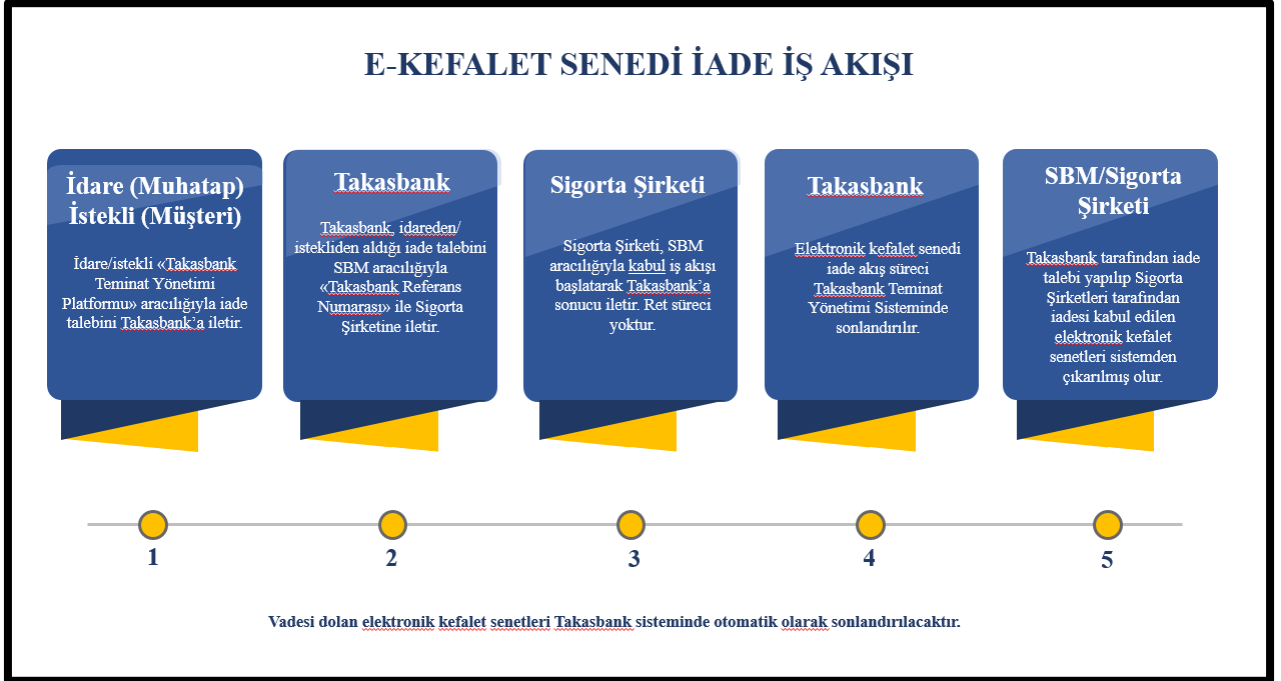 E-KEFALET SENEDİ İADE İŞ AKIŞI
İdare (Muhatap)
İstekli (Müşteri)
İdare/istekli «Takasbank
Teminat Yönetimi
Platformu» aracılığıyla iade
talebini Takasbank’a iletir.
Takasbank
Takasbank, idareden/
istekliden aldığı iade talebini
SBM aracılığıyla
«Takasbank Referans
Numarası» ile Sigorta
Şirketine iletir.
Sigorta Şirketi
Sigorta Şirketi, SBM
aracılığıyla kabul iş akışı
başlatarak Takasbank’a
sonucu iletir. Ret süreci
yoktur.
Takasbank
Elektronik kefalet senedi
iade akış süreci
Takasbank Teminat
Yönetimi Sisteminde
sonlandırılır.
SBM/Sigorta
Şirketi
Takasbank tarafından iade
talebi yapılıp Sigorta
Şirketleri tarafından
iadesi kabul edilen
elektronik kefalet
senetleri sistemden
çıkarılmış olur.
1
2
3
4
5
Vadesi dolan elektronik kefalet senetleri Takasbank sisteminde otomatik olarak sonlandırılacaktır.